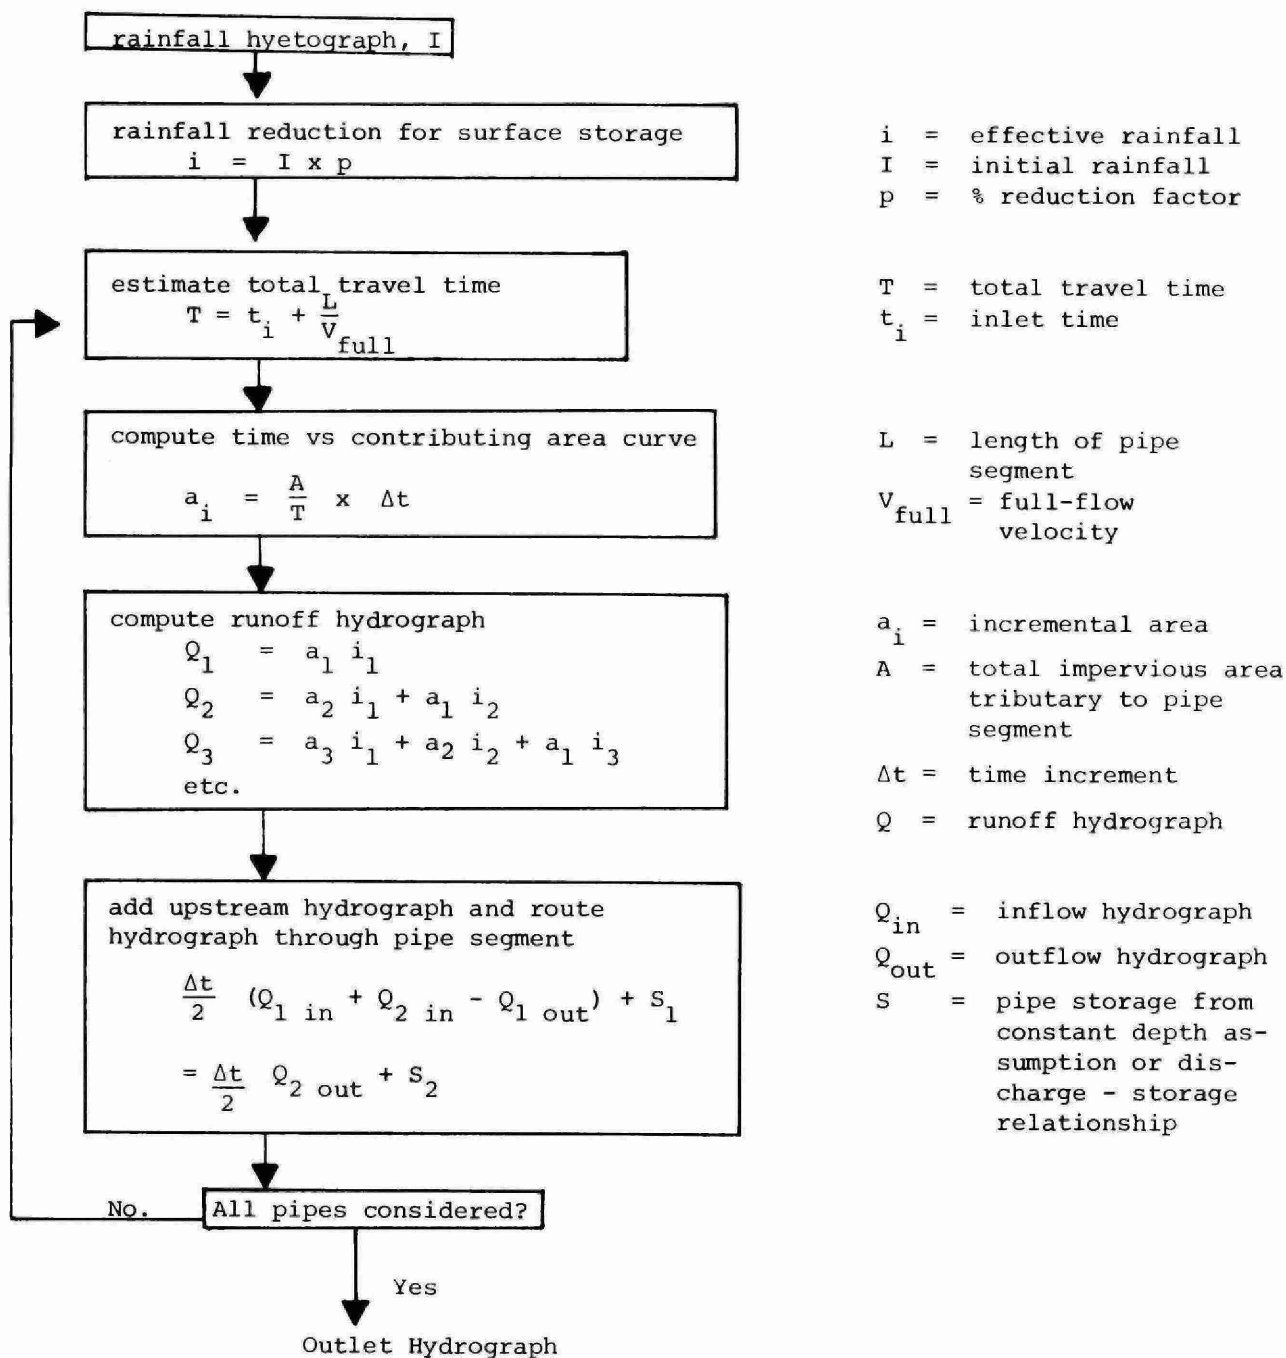 rainfall hyetograph, I
rainfall reduction for surface storage
i = I x p
i = effective rainfall
I = initial rainfall
p = % reduction factor
estimate total travel time
T = t_i + L/V_full
T = total travel time
t_i = inlet time
compute time vs contributing area curve
a_i = A/T x Δt
L = length of pipe
segment
V_full = full-flow
velocity
compute runoff hydrograph
Q_1 = a_1 i_1
Q_2 = a_2 i_1 + a_1 i_2
Q_3 = a_3 i_1 + a_2 i_2 + a_1 i_3
etc.
a_i = incremental area
A = total impervious area
tributary to pipe
segment
Δt = time increment
Q = runoff hydrograph
add upstream hydrograph and route
hydrograph through pipe segment
Δt/2 (Q_1 in + Q_2 in - Q_1 out) + S_1
= Δt/2 Q_2 out + S_2
Q_in = inflow hydrograph
Q_out = outflow hydrograph
S = pipe storage from
constant depth as-
sumption or dis-
charge - storage
relationship
No.
All pipes considered?
Yes
Outlet Hydrograph